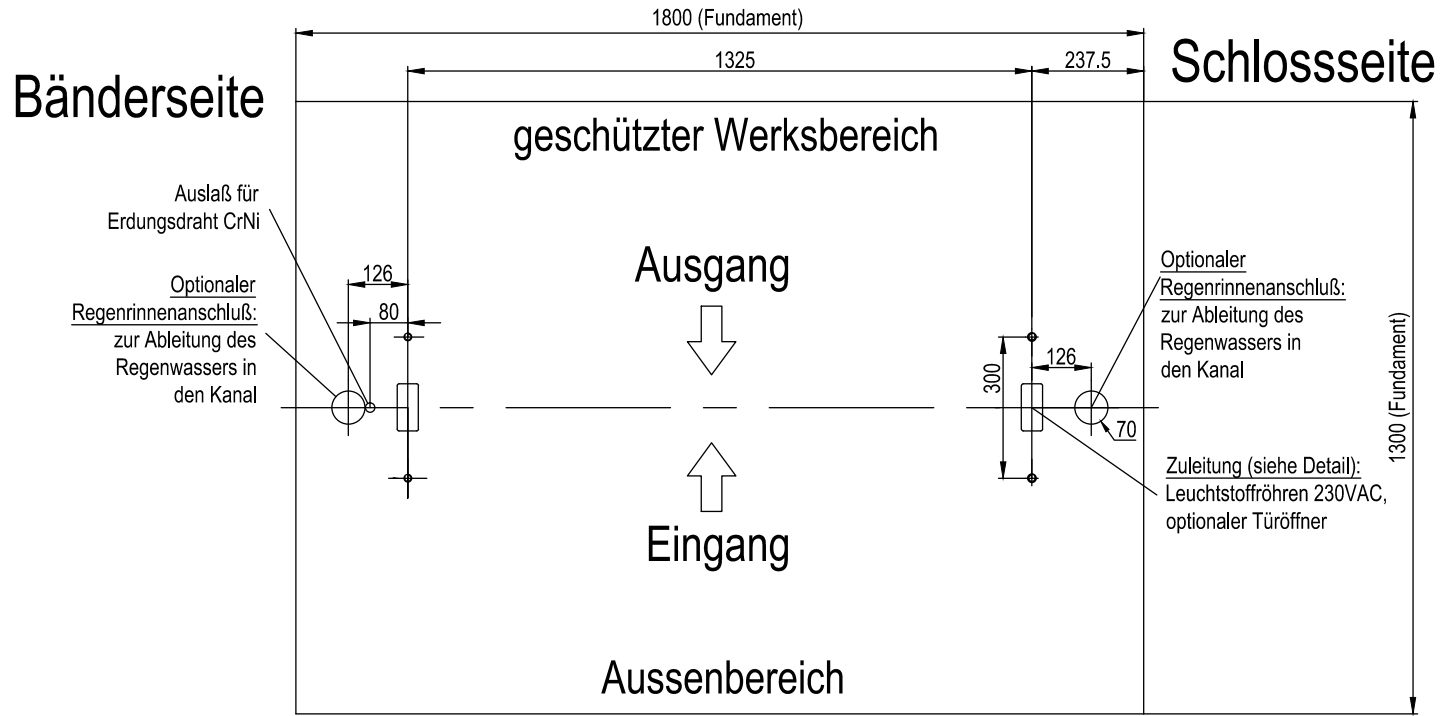 1800 (Fundament)
1325
237.5
Bänderseite
Schlossseite
geschützter Werksbereich
Auslaß für
Erdungsdraht CrNi
Ausgang
126
80
Optionaler
Regenrinnenanschluß:
zur Ableitung des
Regenwassers in
den Kanal
Optionaler
Regenrinnenanschluß:
zur Ableitung des
Regenwassers in
den Kanal
300
126
70
1300 (Fundament)
Zuleitung (siehe Detail):
Leuchtstoffröhren 230VAC,
optionaler Türöffner
Eingang
Aussenbereich